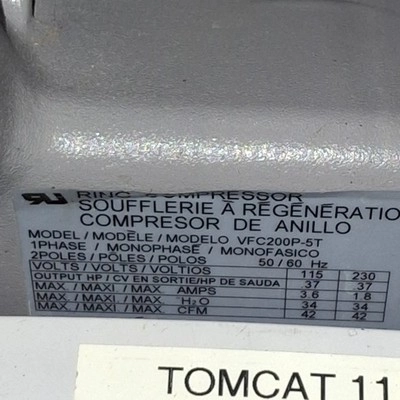 RING COMPRESSOR
SOUFFLERIE À RÉGÉNÉRATIO
COMPRESOR DE ANILLO
MODEL / MODÈLE / MODELO VFC200P-5T
1PHASE / MONOPHASE / MONOFASICO
2POLES / PÔLES / POLOS 50 / 60 Hz
VOLTS / VOLTS / VOLTIOS 115 230
OUTPUT HP / CV EN SORTIE/HP DE SAUDA 37 37
MAX. / MAXI / MAX AMPS 3.6 1.8
MAX. / MAXI / MAX H₂O 34 34
MAX. / MAXI / MAX CFM 42 42
TOMCAT 11